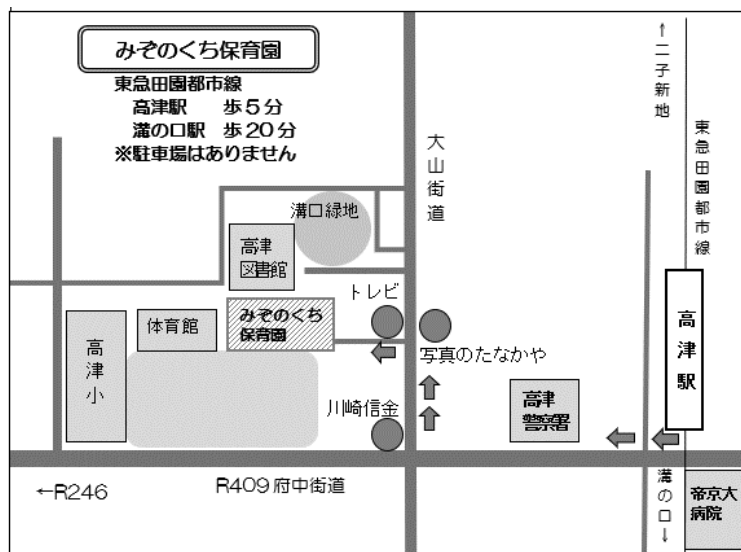 みぞのくち保育園
東急田園都市線
高津駅 歩5分
溝の口駅 歩20分
※駐車場はありません
↑二子新地
東急田園都市線
大山街道
溝口緑地
高津
図書館
トレビ
みぞのくち
保育園
体育館
高津小
写真のたなかや
川崎信金
高津
警察署
高津駅
←R246
R409府中街道
溝の口↓
帝京大
病院